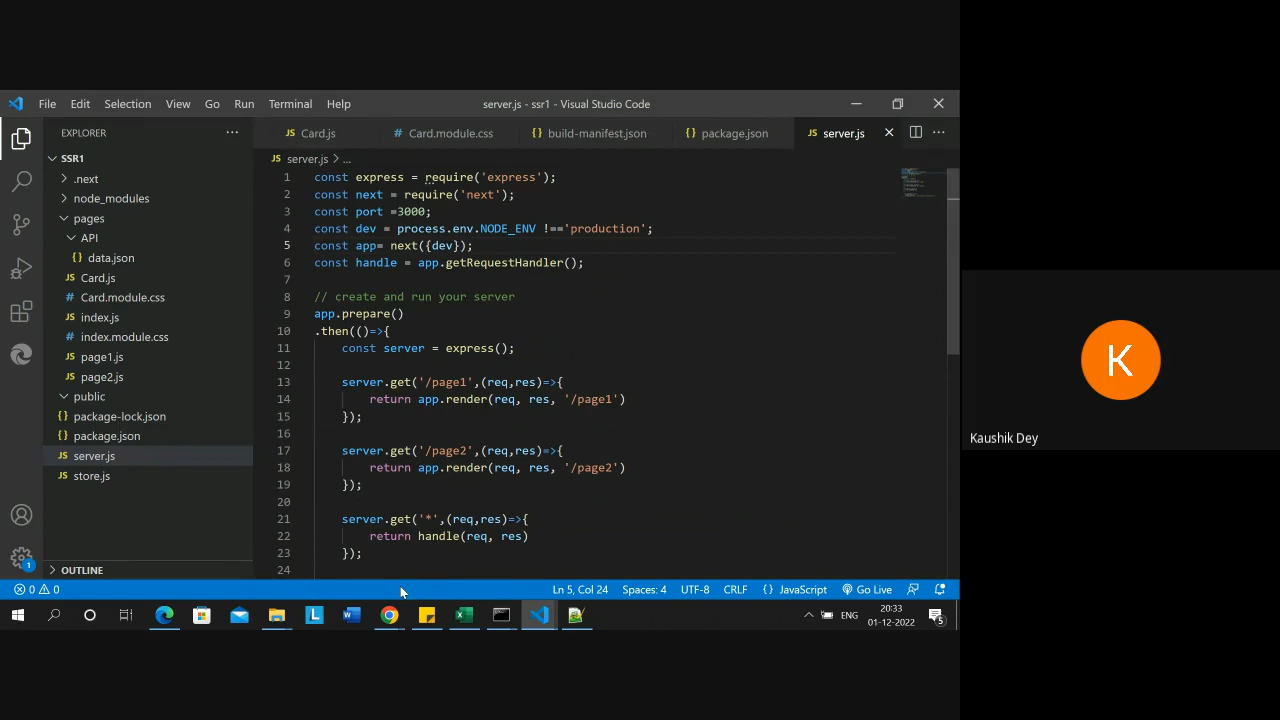 File Edit Selection View Go Run Terminal Help server.js - ssr1 - Visual Studio Code
EXPLORER
Card.js Card.module.css build-manifest.json package.json server.js
SSR1
.next
node_modules
pages
API
data.json
Card.js
Card.module.css
index.js
index.module.css
page1.js
page2.js
public
package-lock.json
package.json
server.js
store.js
OUTLINE
server.js > ...
1 const express = require('express');
2 const next = require('next');
3 const port =3000;
4 const dev = process.env.NODE_ENV !=='production';
5 const app= next({dev});
6 const handle = app.getRequestHandler();
7
8 // create and run your server
9 app.prepare()
10 .then(()=>{
11 const server = express();
12
13 server.get('/page1',(req,res)=>{
14 return app.render(req, res, '/page1')
15 });
16
17 server.get('/page2',(req,res)=>{
18 return app.render(req, res, '/page2')
19 });
20
21 server.get('*',(req,res)=>{
22 return handle(req, res)
23 });
24
0 0 Ln 5, Col 24 Spaces: 4 UTF-8 CRLF {} JavaScript Go Live
1
L W X ENG 20:33
01-12-2022 5
K
Kaushik Dey